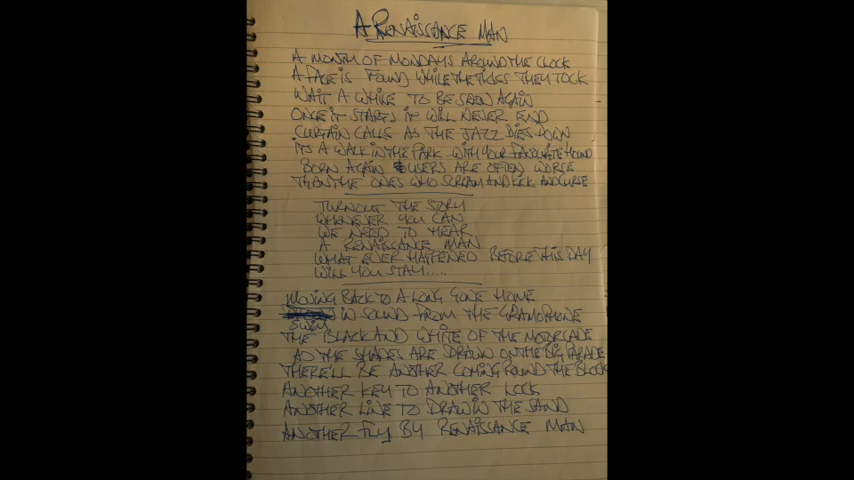 A RENAISSANCE MAN
A MONTH OF MONDAYS AROUND THE CLOCK
A FACE IS FOUND WHILE THE TICKS THEY TOCK
WAIT A WHILE TO BE SEEN AGAIN
ONCE IT STARTS IT WILL NEVER END
CURTAIN CALLS AS THE JAZZ DIES DOWN
ITS A WALK IN THE PARK WITH YOUR FAVOURITE HOUND
BORN AGAIN USERS ARE OFTEN WORSE
THAN THE ONES WHO SCREAM AND KICK AND CURSE
TURN OUT THE STORY
WHENEVER YOU CAN
WE NEED TO HEAR
A RENAISSANCE MAN
WHAT EVER HAPPENED BEFORE THIS DAY
WILL YOU STAY.....
MOVING BACK TO A LONG GONE HOME
SWIM IN SOUND FROM THE GRAMOPHONE
THE BLACK AND WHITE OF THE MOTORCADE
AS THE SHADES ARE DRAWN ON THE BIG PARADE
THERE'LL BE ANOTHER COMING ROUND THE BLOCK
ANOTHER KEY TO ANOTHER LOCK
ANOTHER LINE TO DRAW IN THE SAND
ANOTHER FLY BY RENAISSANCE MAN